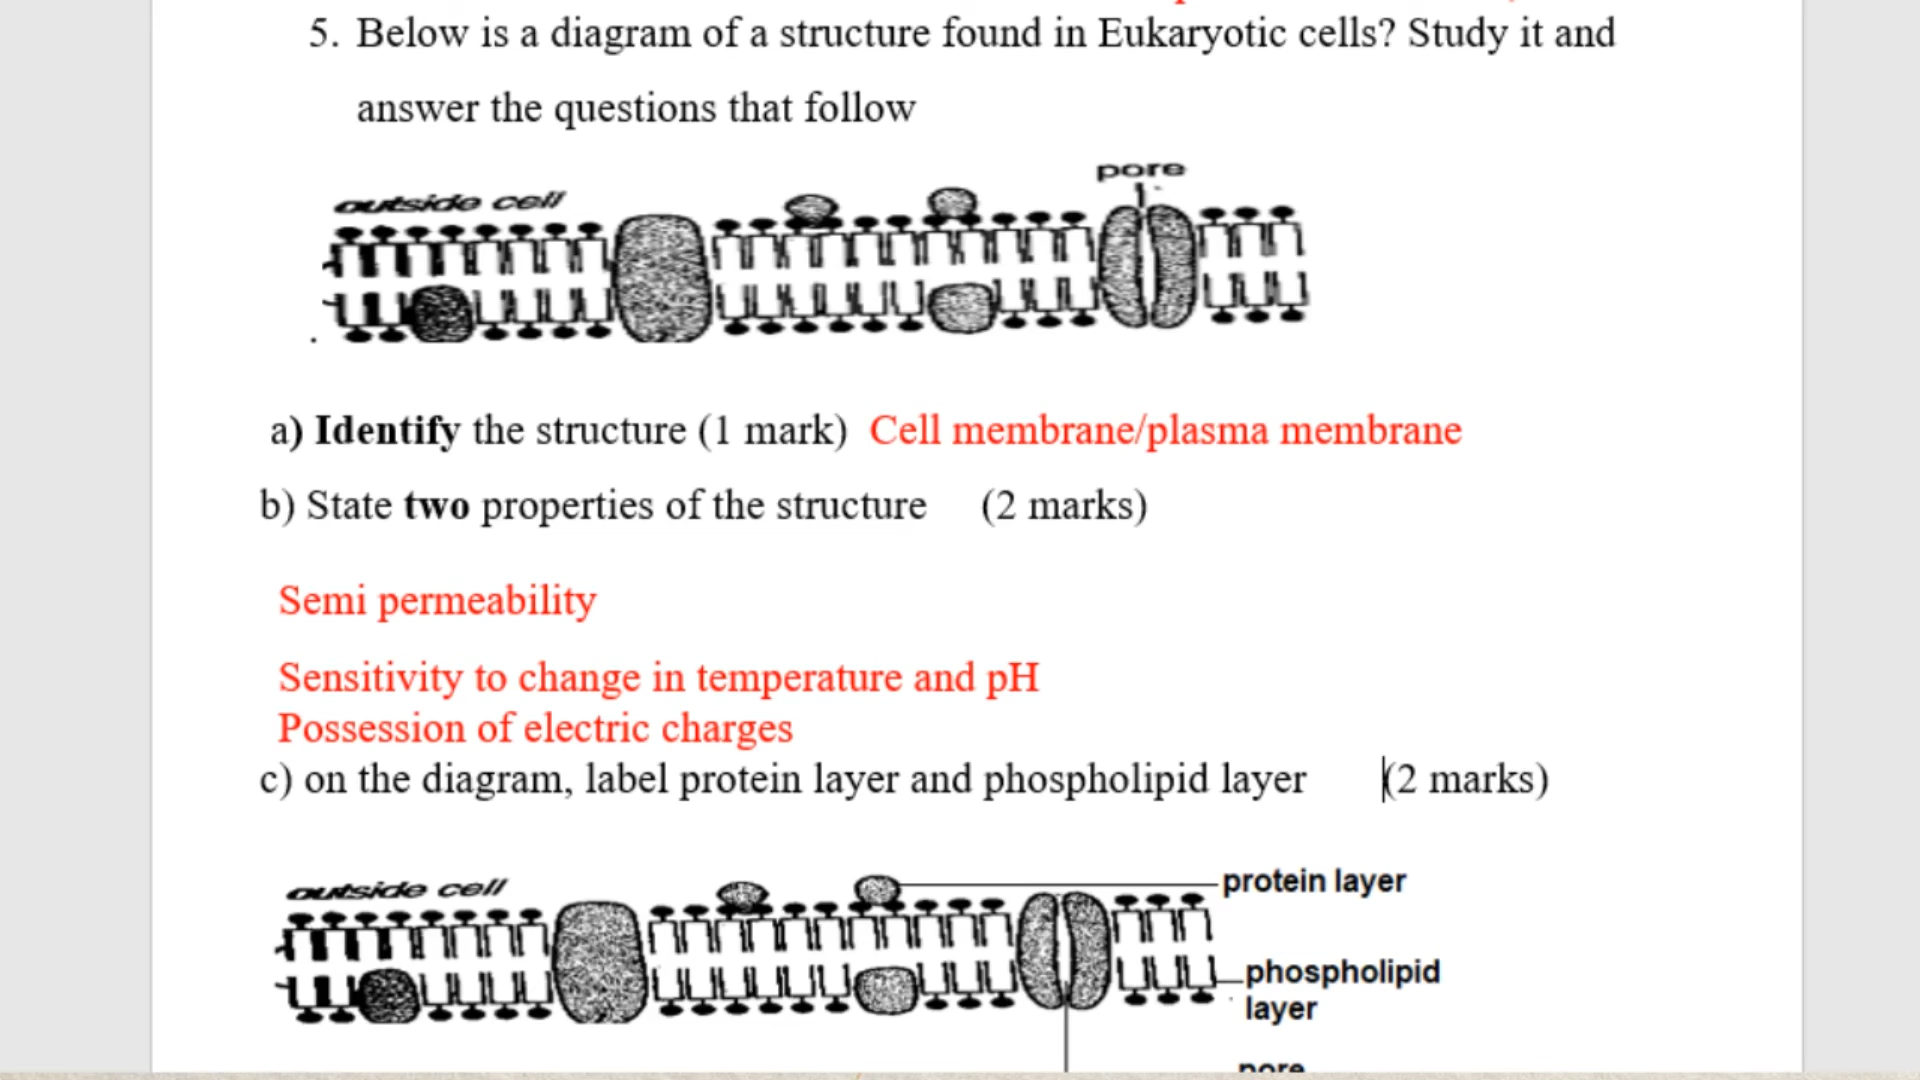 5. Below is a diagram of a structure found in Eukaryotic cells? Study it and
answer the questions that follow
pore
outside cell
a) Identify the structure (1 mark) Cell membrane/plasma membrane
b) State two properties of the structure (2 marks)
Semi permeability
Sensitivity to change in temperature and pH
Possession of electric charges
c) on the diagram, label protein layer and phospholipid layer (2 marks)
protein layer
outside cell
phospholipid
layer
pore